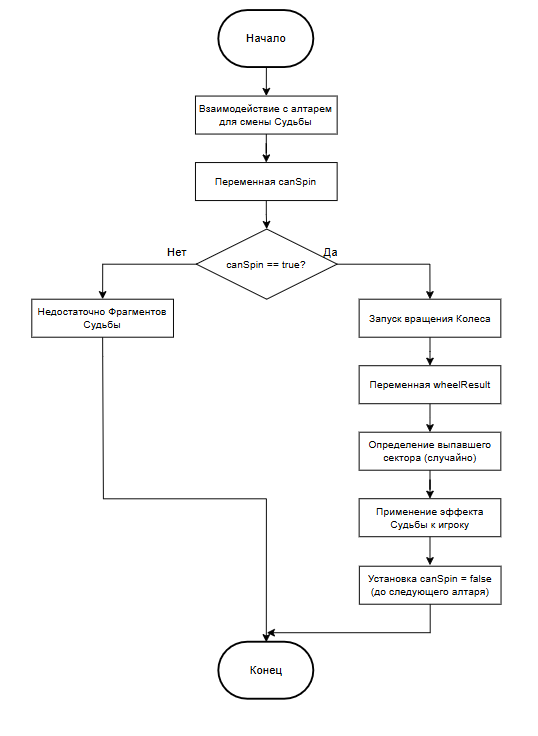 Начало
Взаимодействие с алтарем
для смены Судьбы
Переменная canSpin
canSpin == true?
Нет
Да
Недостаточно Фрагментов
Судьбы
Запуск вращения Колеса
Переменная wheelResult
Определение выпавшего
сектора (случайно)
Применение эффекта
Судьбы к игроку
Установка canSpin = false
(до следующего алтаря)
Конец